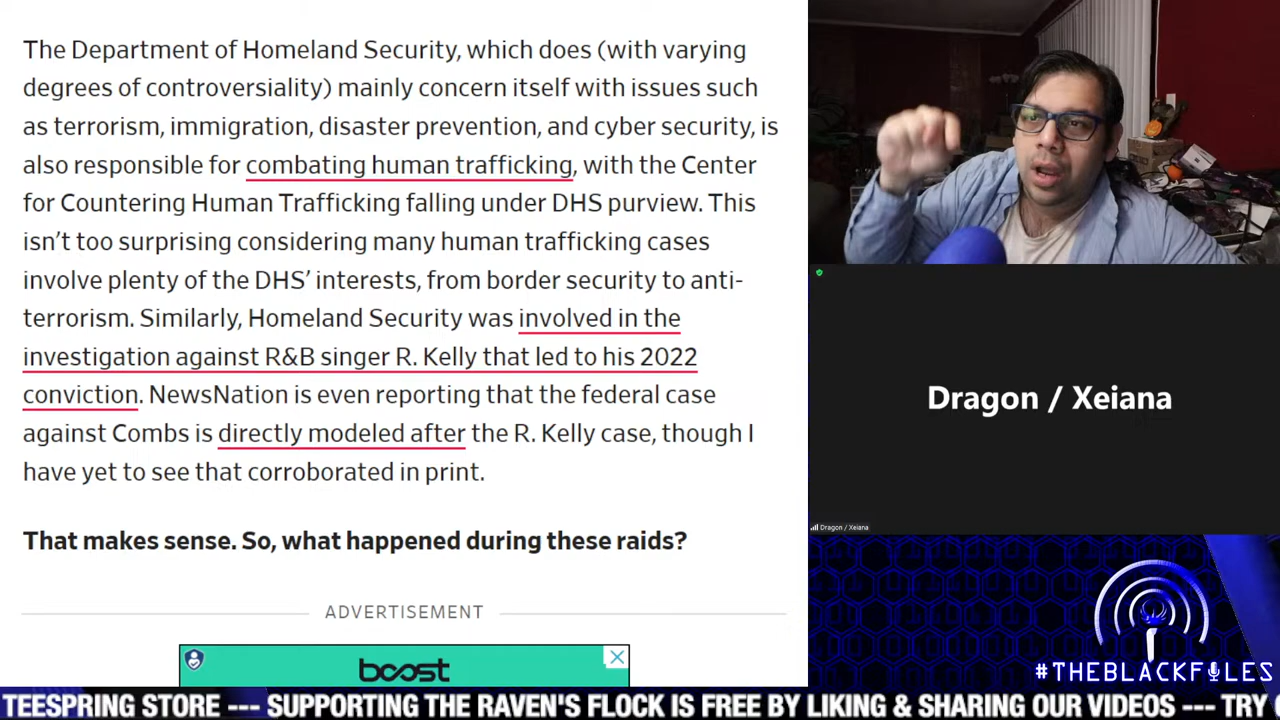 The Department of Homeland Security, which does (with varying
degrees of controversiality) mainly concern itself with issues such
as terrorism, immigration, disaster prevention, and cyber security, is
also responsible for combating human trafficking, with the Center
for Countering Human Trafficking falling under DHS purview. This
isn’t too surprising considering many human trafficking cases
involve plenty of the DHS’ interests, from border security to anti-
terrorism. Similarly, Homeland Security was involved in the
investigation against R&B singer R. Kelly that led to his 2022
conviction. NewsNation is even reporting that the federal case
against Combs is directly modeled after the R. Kelly case, though I
have yet to see that corroborated in print.
That makes sense. So, what happened during these raids?
ADVERTISEMENT
boost
Dragon / Xeiana
Dragon / Xeiana
#THEBLACKFILES
TEESPRING STORE --- SUPPORTING THE RAVEN'S FLOCK IS FREE BY LIKING & SHARING OUR VIDEOS --- TRY